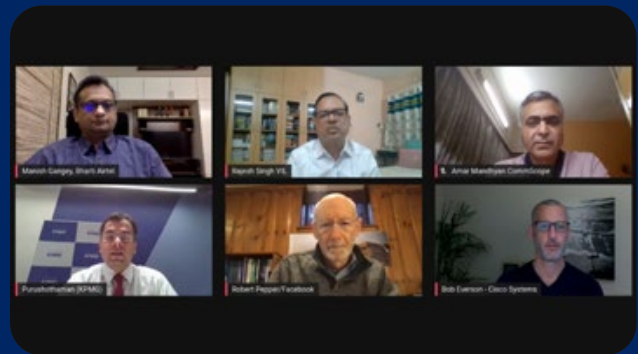 Manish Gangey, Bharti Airtel
Rajesh Singh VIL
Amar Mandhyan CommScope
Purushothaman (KPMG)
Robert Pepper/Facebook
Bob Everson - Cisco Systems